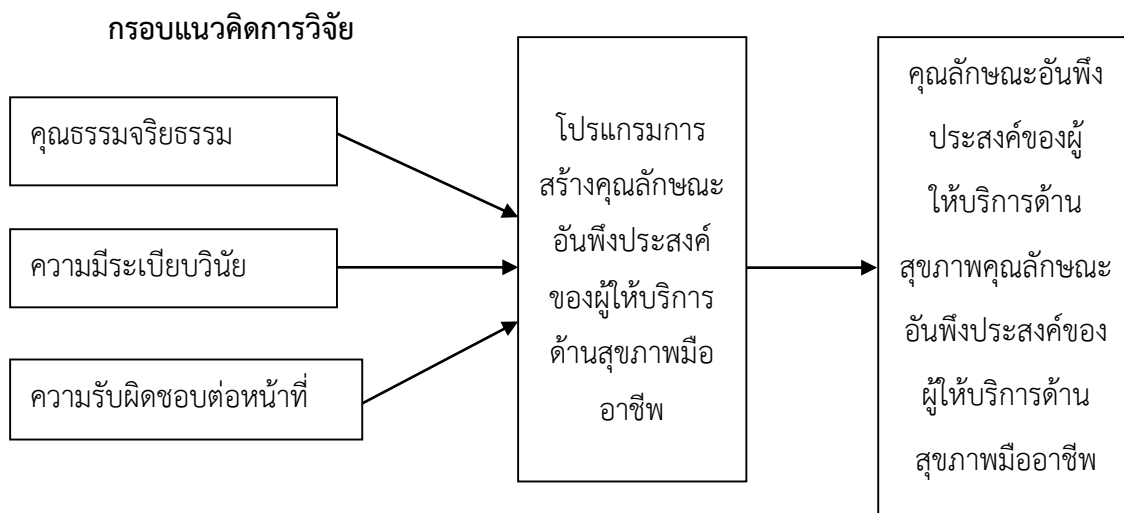 กรอบแนวคิดการวิจัย
คุณธรรมจริยธรรม
ความมีระเบียบวินัย
ความรับผิดชอบต่อหน้าที่
โปรแกรมการ
สร้างคุณลักษณะ
อันพึงประสงค์
ของผู้ให้บริการ
ด้านสุขภาพมือ
อาชีพ
คุณลักษณะอันพึง
ประสงค์ของผู้
ให้บริการด้าน
สุขภาพคุณลักษณะ
อันพึงประสงค์ของ
ผู้ให้บริการด้าน
สุขภาพมืออาชีพ